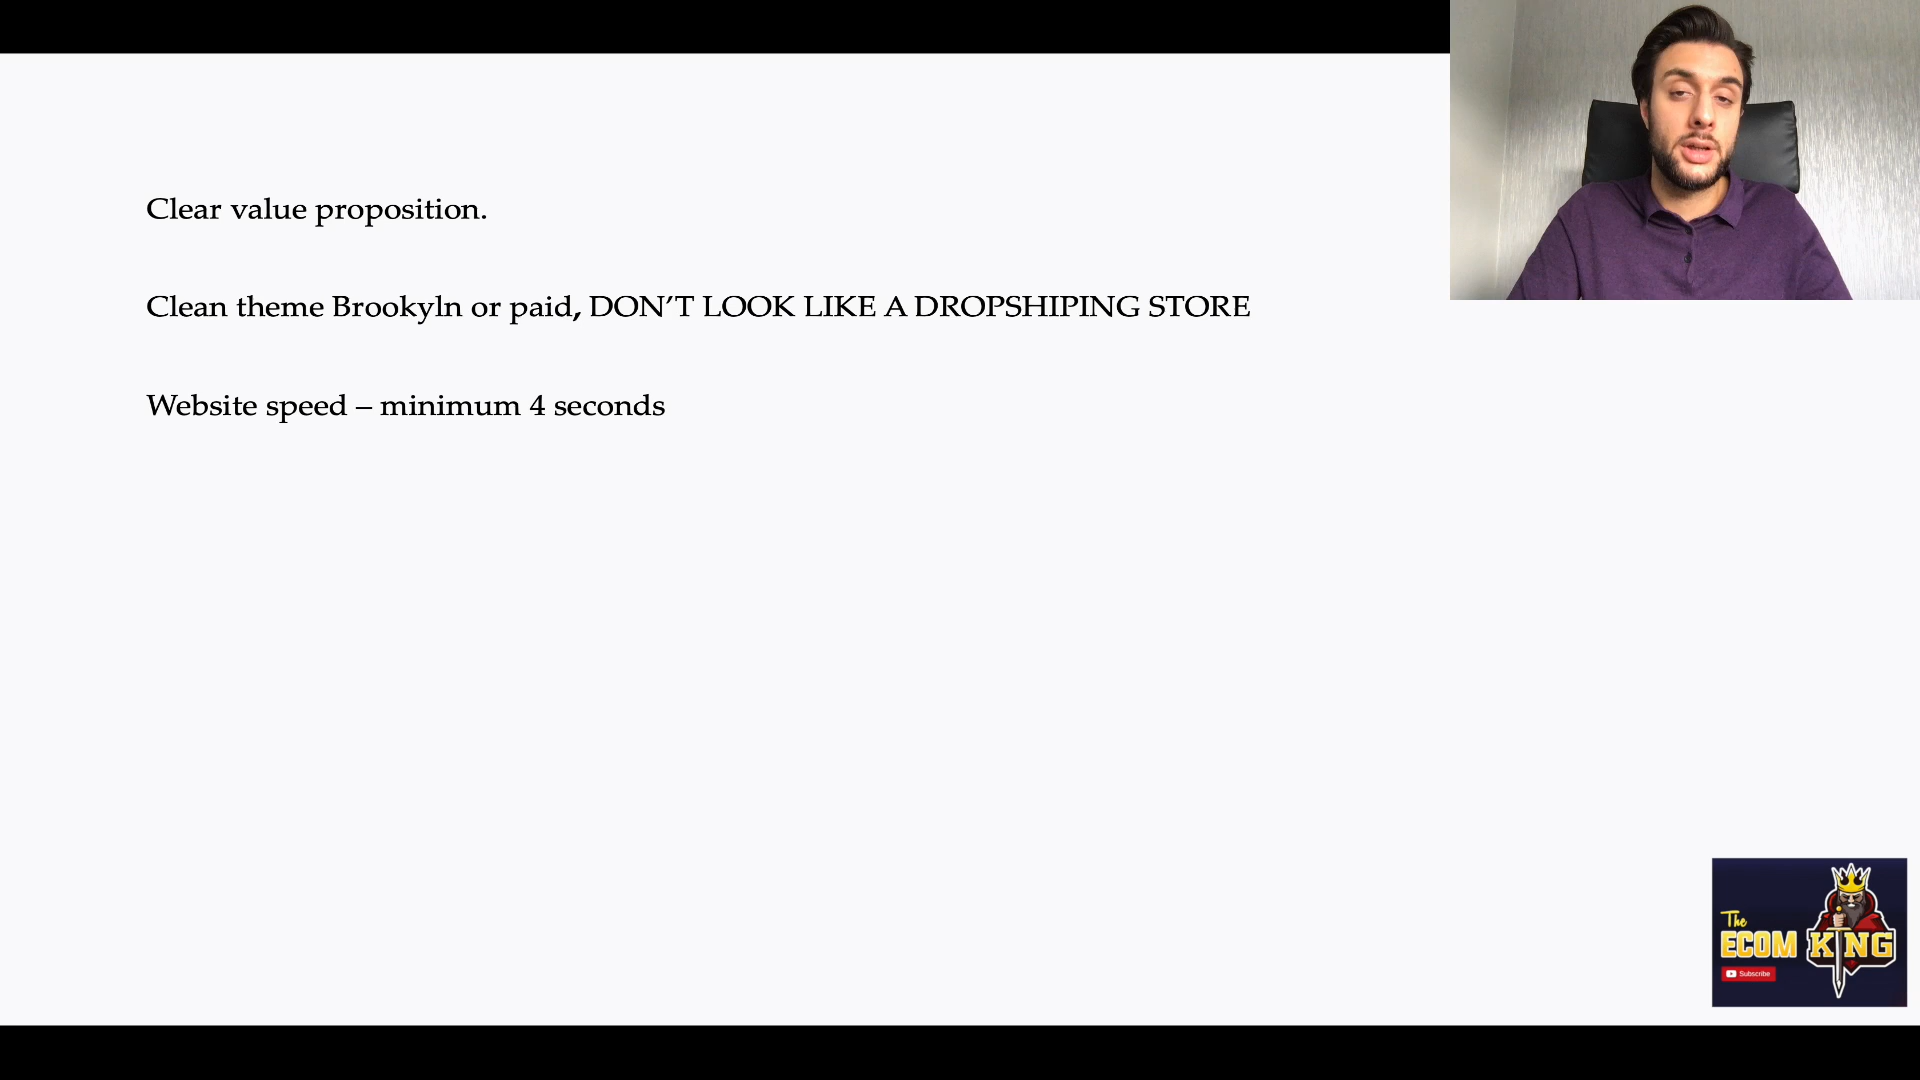 Clear value proposition.
Clean theme Brookyln or paid, DON’T LOOK LIKE A DROPSHIPING STORE
Website speed – minimum 4 seconds
The
ECOM KING
Subscribe